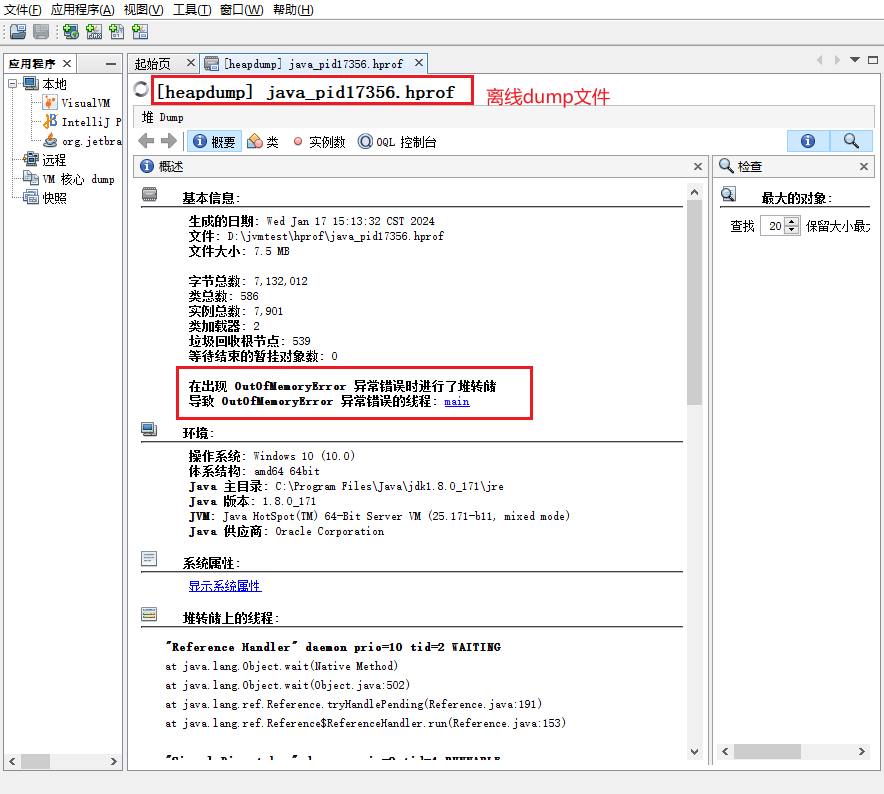 文件(F) 应用程序(A) 视图(V) 工具(T) 窗口(W) 帮助(H)
应用程序
起始页
[heapdump] java_pid17356.hprof
本地
VisualVM
IntelliJ P
org.jetbra
远程
VM 核心 dump
快照
[heapdump] java_pid17356.hprof
离线dump文件
堆 Dump
概要 类 实例数 OQL 控制台
概述
检查
基本信息:
生成的日期: Wed Jan 17 15:13:32 CST 2024
文件: D:\jvmtest\hprof\java_pid17356.hprof
文件大小: 7.5 MB
字节总数: 7,132,012
类总数: 586
实例总数: 7,901
类加载器: 2
垃圾回收根节点: 539
等待结束的暂挂对象数: 0
在出现 OutOfMemoryError 异常错误时进行了堆转储
导致 OutOfMemoryError 异常错误的线程: main
环境:
操作系统: Windows 10 (10.0)
体系结构: amd64 64bit
Java 主目录: C:\Program Files\Java\jdk1.8.0_171\jre
Java 版本: 1.8.0_171
JVM: Java HotSpot(TM) 64-Bit Server VM (25.171-b11, mixed mode)
Java 供应商: Oracle Corporation
系统属性:
显示系统属性
堆转储上的线程:
"Reference Handler" daemon prio=10 tid=2 WAITING
at java.lang.Object.wait(Native Method)
at java.lang.Object.wait(Object.java:502)
at java.lang.ref.Reference.tryHandlePending(Reference.java:191)
at java.lang.ref.Reference$ReferenceHandler.run(Reference.java:153)
最大的对象:
查找 20 保留大小最